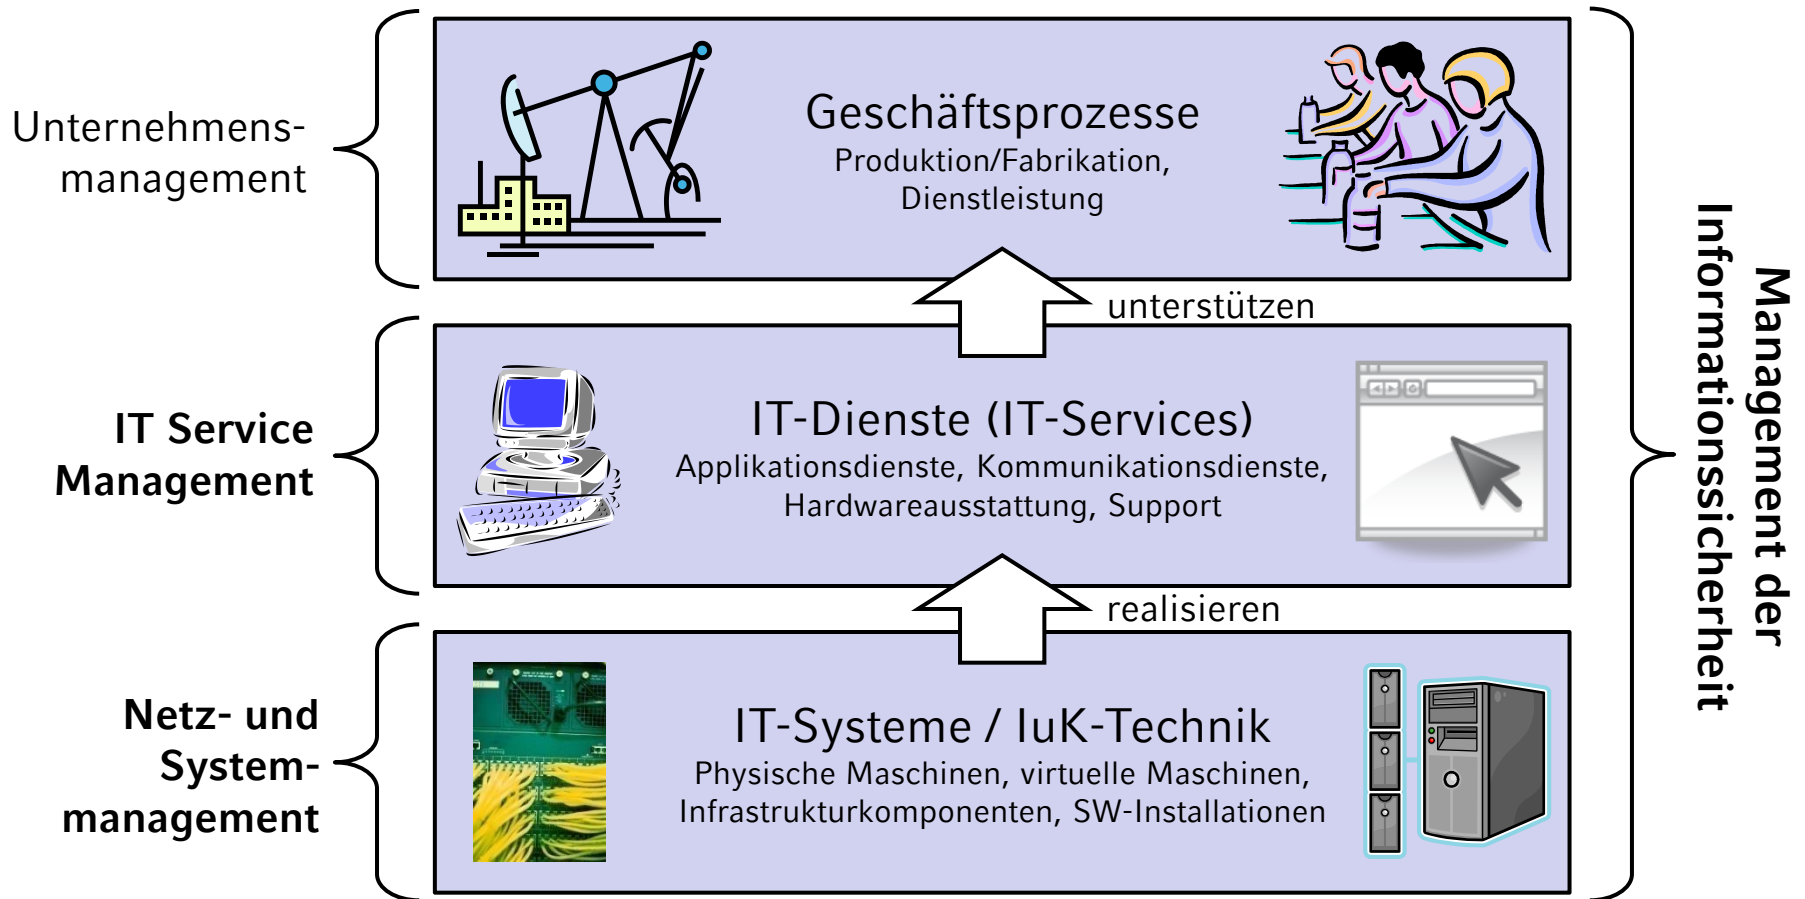 Unternehmens-
management
Geschäftsprozesse
Produktion/Fabrikation,
Dienstleistung
unterstützen
IT Service
Management
IT-Dienste (IT-Services)
Applikationsdienste, Kommunikationsdienste,
Hardwareausstattung, Support
realisieren
Netz- und
System-
management
IT-Systeme / IuK-Technik
Physische Maschinen, virtuelle Maschinen,
Infrastrukturkomponenten, SW-Installationen
Management der
Informationssicherheit